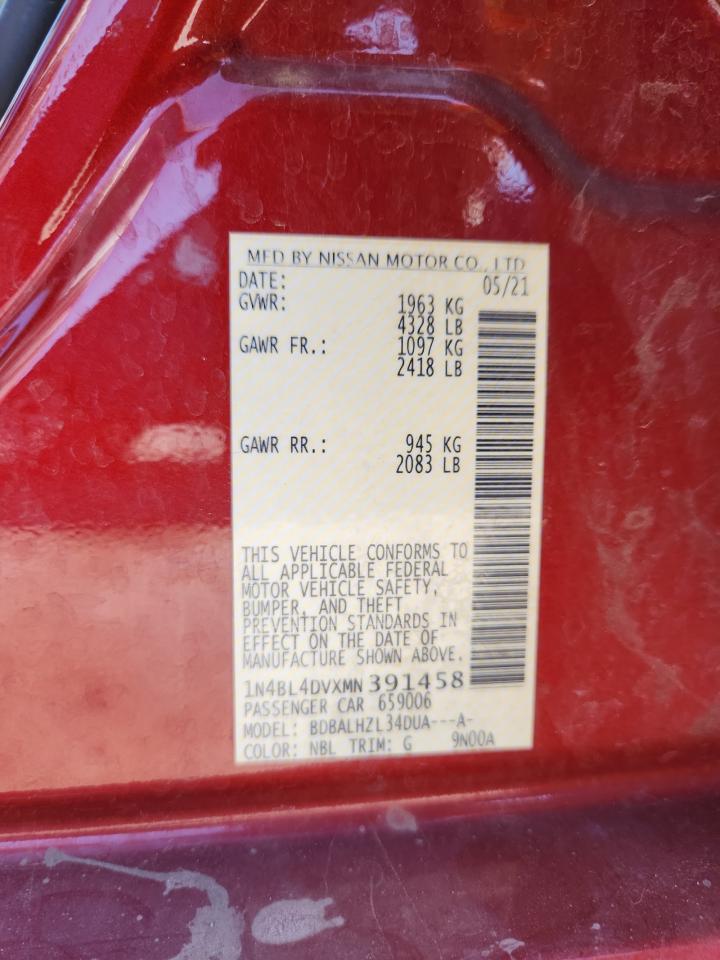 MFD BY NISSAN MOTOR CO., LTD
DATE: 05/21
GVWR: 1963 KG
4328 LB
GAWR FR.: 1097 KG
2418 LB
GAWR RR.: 945 KG
2083 LB
THIS VEHICLE CONFORMS TO
ALL APPLICABLE FEDERAL
MOTOR VEHICLE SAFETY,
BUMPER, AND THEFT
PREVENTION STANDARDS IN
EFFECT ON THE DATE OF
MANUFACTURE SHOWN ABOVE.
1N4BL4DVXMN391458
PASSENGER CAR 659006
MODEL: BDBALHZL34DUA---A-
COLOR: NBL TRIM: G 9N00A